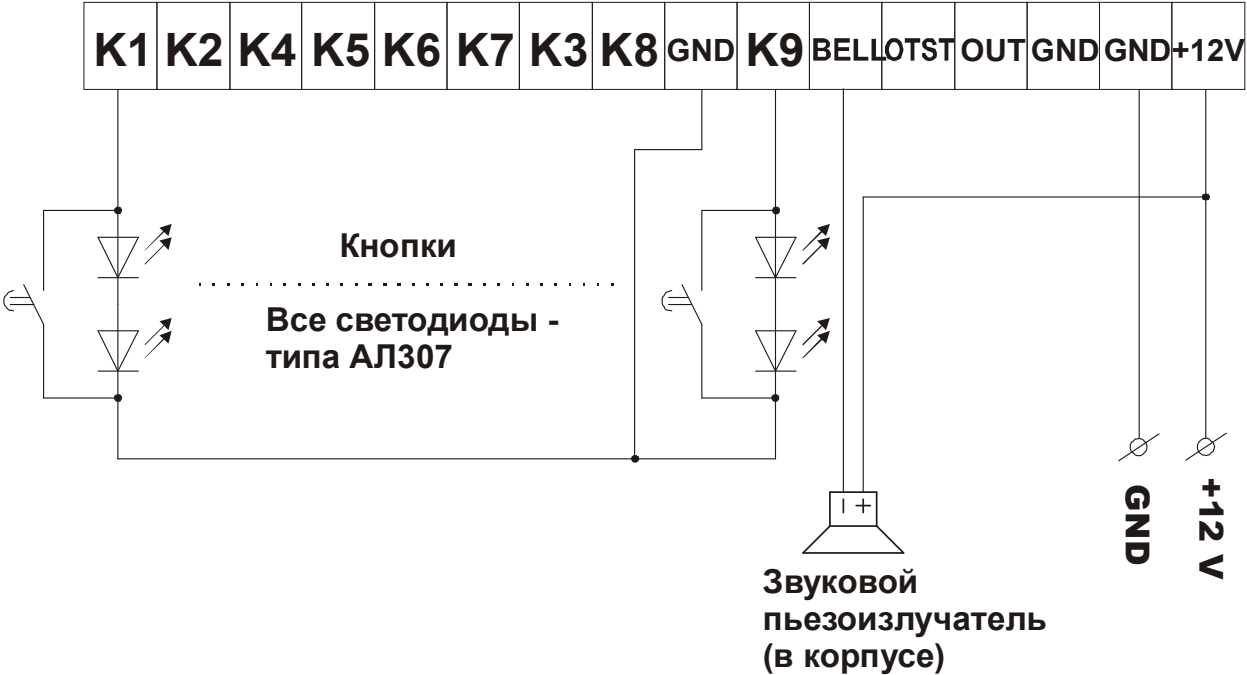 K1 K2 K4 K5 K6 K7 K3 K8 GND K9 BELL OTST OUT GND GND +12V
Кнопки
Все светодиоды -
типа АЛ307
- +
GND
+12 V
Звуковой
пьезоизлучатель
(в корпусе)